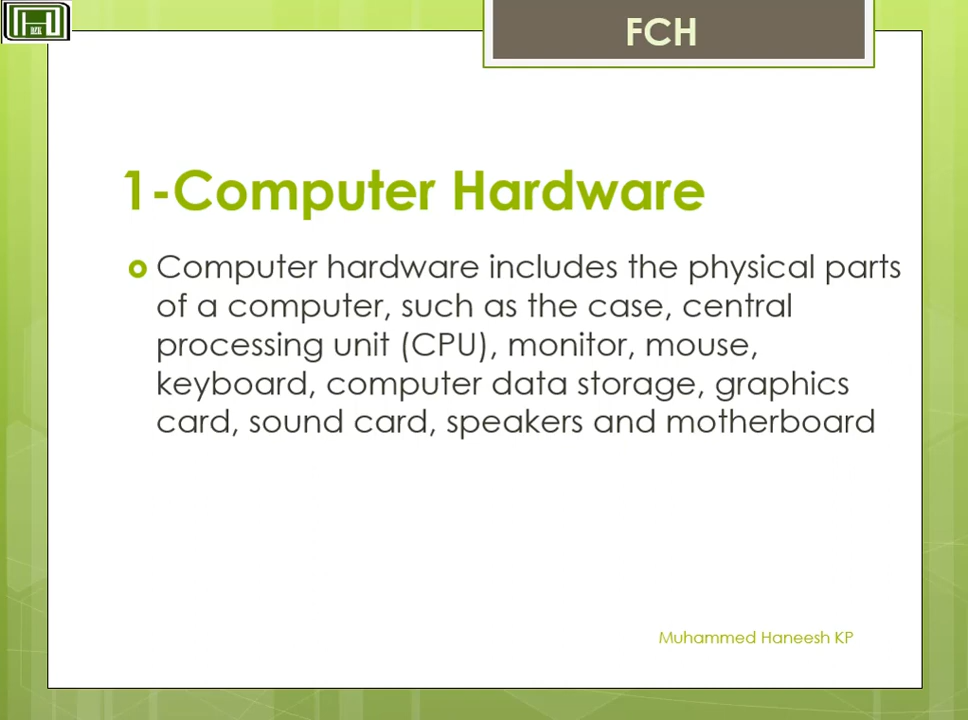 FCH
1-Computer Hardware
Computer hardware includes the physical parts
of a computer, such as the case, central
processing unit (CPU), monitor, mouse,
keyboard, computer data storage, graphics
card, sound card, speakers and motherboard
Muhammed Haneesh KP